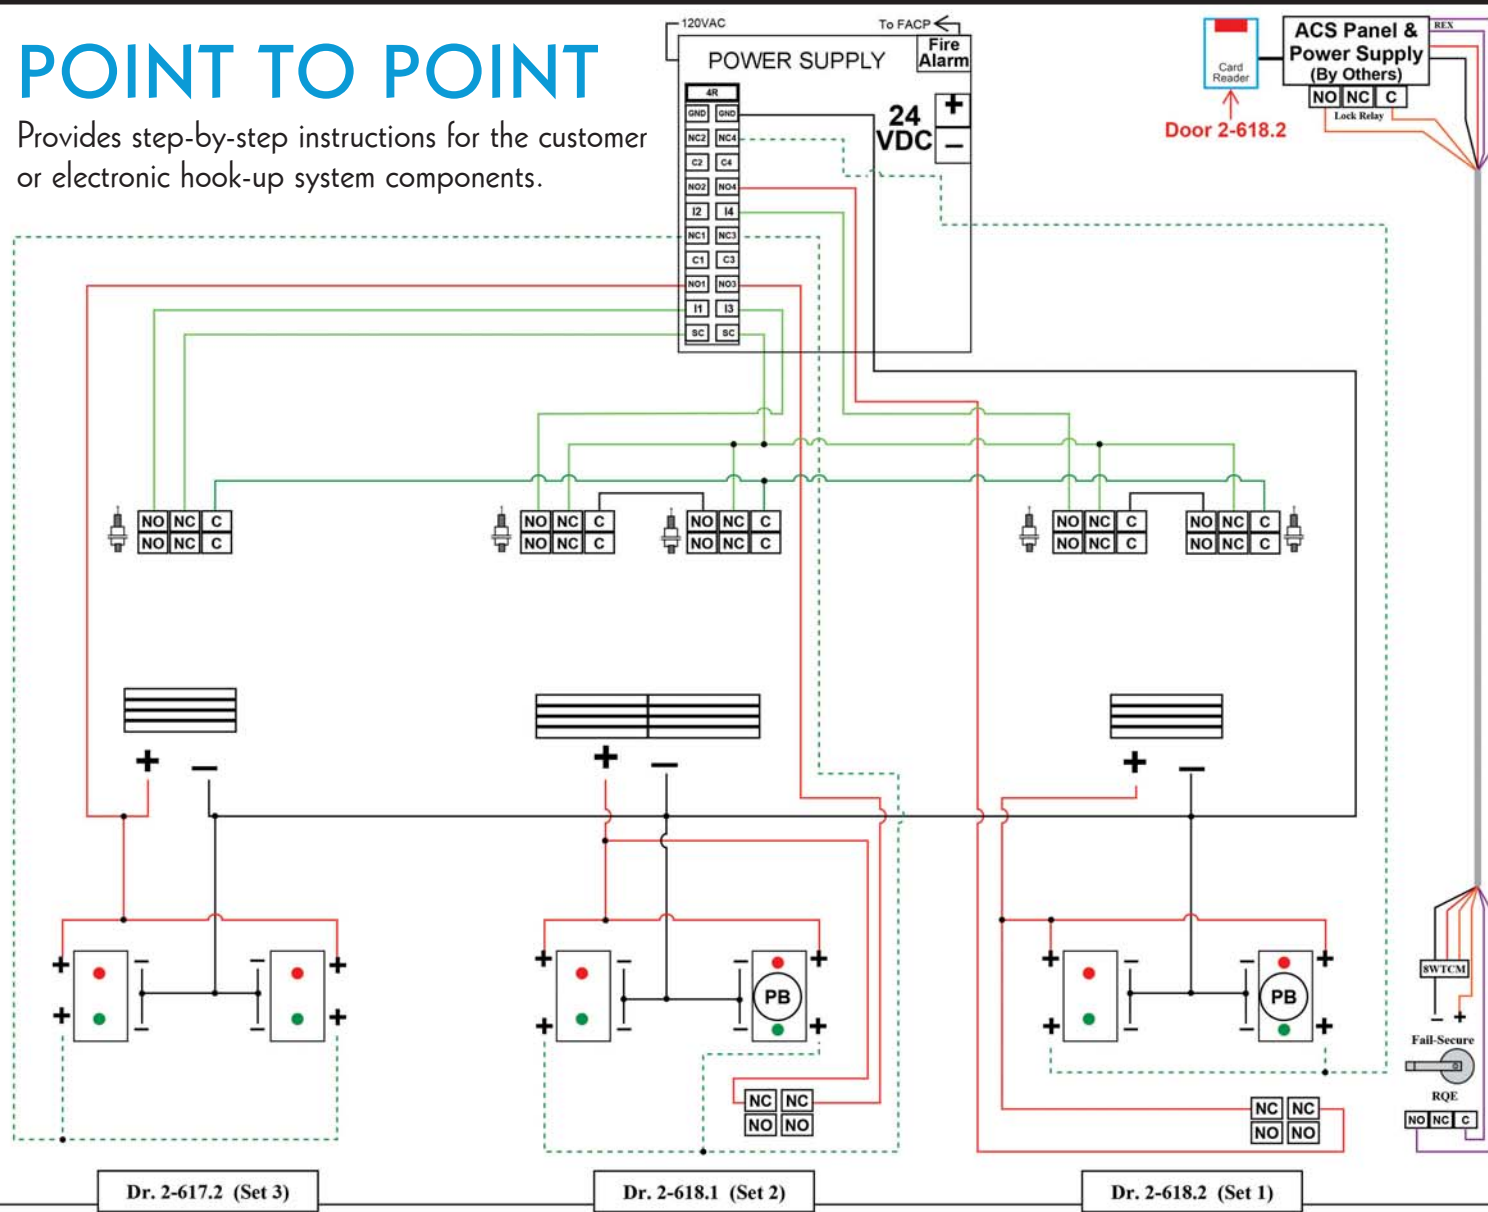 POINT TO POINT
Provides step-by-step instructions for the customer
or electronic hook-up system components.
120VAC
To FACP
POWER SUPPLY
Fire
Alarm
24
VDC
+
−
4R
GND GND
NC2 NC4
C2 C4
NO2 NO4
I2 I4
NC1 NC3
C1 C3
NO1 NO3
I1 I3
SC SC
Card
Reader
Door 2-618.2
ACS Panel &
Power Supply
(By Others)
NO NC C
Lock Relay
REX
NO NC C
NO NC C
NO NC C
NO NC C
NO NC C
NO NC C
NO NC C
NO NC C
NO NC C
NO NC C
+ −
+ −
+ −
+ − − +
+ − − +
+ − − +
PB
+ − − +
+ − − +
PB
+ − − +
NC NC
NO NO
NC NC
NO NO
8WTCM
− +
Fail-Secure
RQE
NO NC C
Dr. 2-617.2 (Set 3)
Dr. 2-618.1 (Set 2)
Dr. 2-618.2 (Set 1)